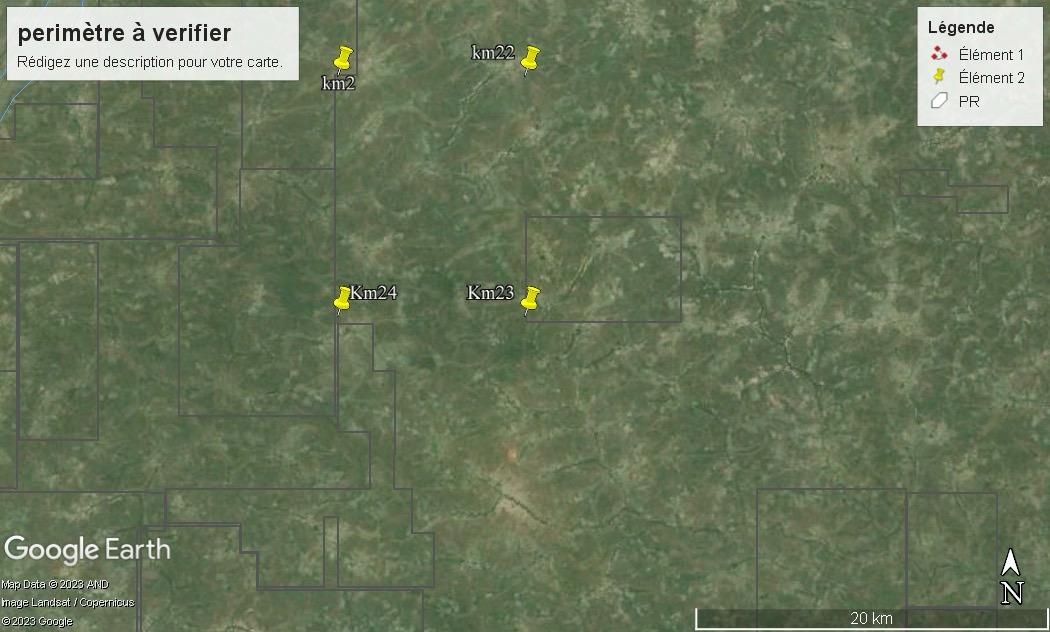 perimètre à verifier
Rédigez une description pour votre carte.
km2
km22
Légende
Élément 1
Élément 2
PR
Km24
Km23
Google Earth
Map Data © 2023 AND
Image Landsat / Copernicus
©2023 Google
N
20 km